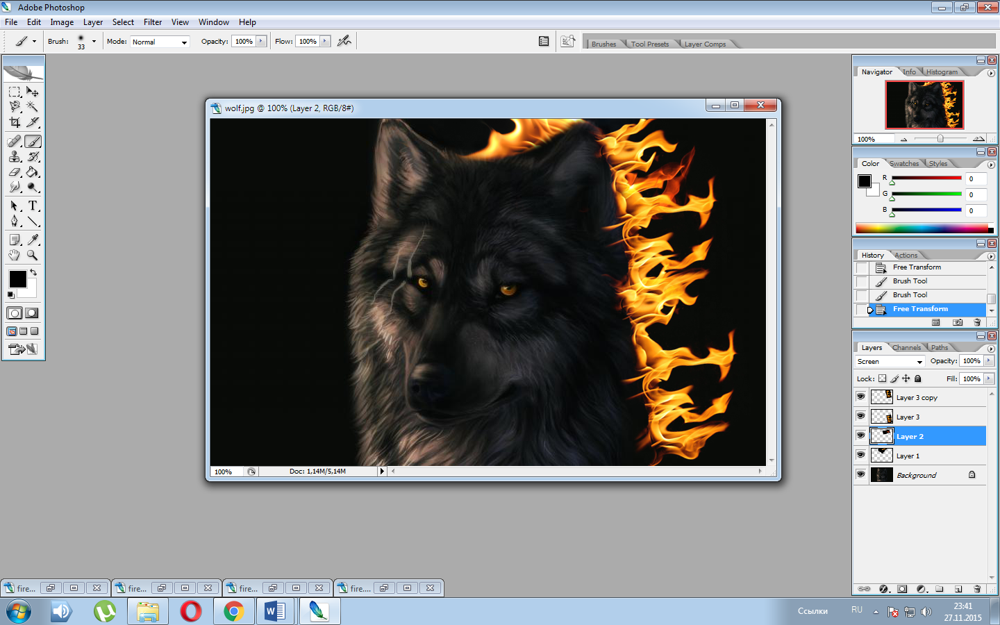 Adobe Photoshop
File Edit Image Layer Select Filter View Window Help
Brush: 33 Mode: Normal Opacity: 100% Flow: 100% Brushes Tool Presets Layer Comps
wolf.jpg @ 100% (Layer 2, RGB/8#)
100% Doc: 1,14M/5,14M
Navigator Info Histogram
100%
Color Swatches Styles
R 0
G 0
B 0
History Actions
Free Transform
Brush Tool
Brush Tool
Free Transform
Layers Channels Paths
Screen Opacity: 100%
Lock: Fill: 100%
Layer 3 copy
Layer 3
Layer 2
Layer 1
Background
fire... fire... fire... fire....
Ссылки RU 23:41
27.11.2015